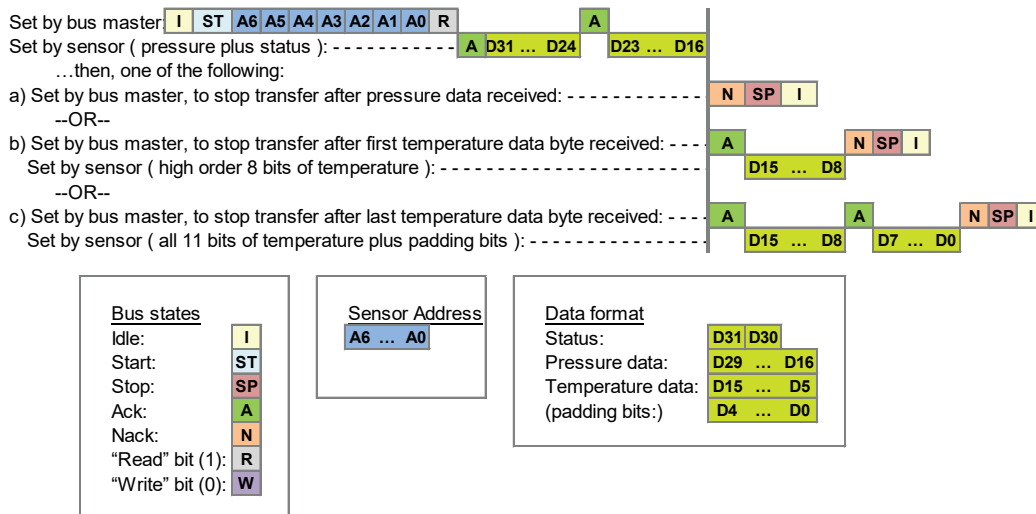 Set by bus master: I ST A6 A5 A4 A3 A2 A1 A0 R A
Set by sensor ( pressure plus status ): - - - - - - - - - - - A D31 ... D24 D23 ... D16
…then, one of the following:
a) Set by bus master, to stop transfer after pressure data received: - - - - - - - - - - - - - - - - N SP I
--OR--
b) Set by bus master, to stop transfer after first temperature data byte received: - - - - A N SP I
Set by sensor ( high order 8 bits of temperature ): - - - - - - - - - - - - - - - - - - - - - - - - - - - - - D15 ... D8
--OR--
c) Set by bus master, to stop transfer after last temperature data byte received: - - - - - A A N SP I
Set by sensor ( all 11 bits of temperature plus padding bits ): - - - - - - - - - - - - - - - - - - - D15 ... D8 D7 ... D0
Bus states
Idle: I
Start: ST
Stop: SP
Ack: A
Nack: N
“Read” bit (1): R
“Write” bit (0): W
Sensor Address
A6 ... A0
Data format
Status: D31 D30
Pressure data: D29 ... D16
Temperature data: D15 ... D5
(padding bits:) D4 ... D0